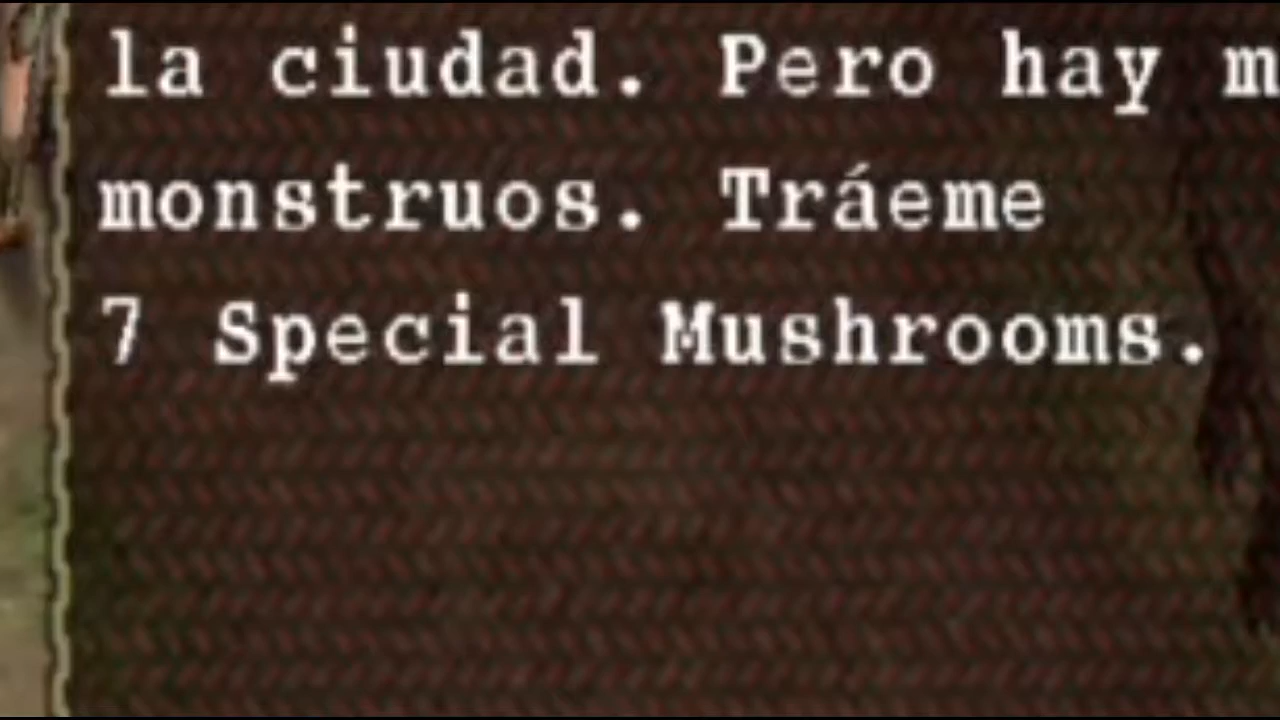 la ciudad. Pero hay
monstruos. Tráeme
7 Special Mushrooms.